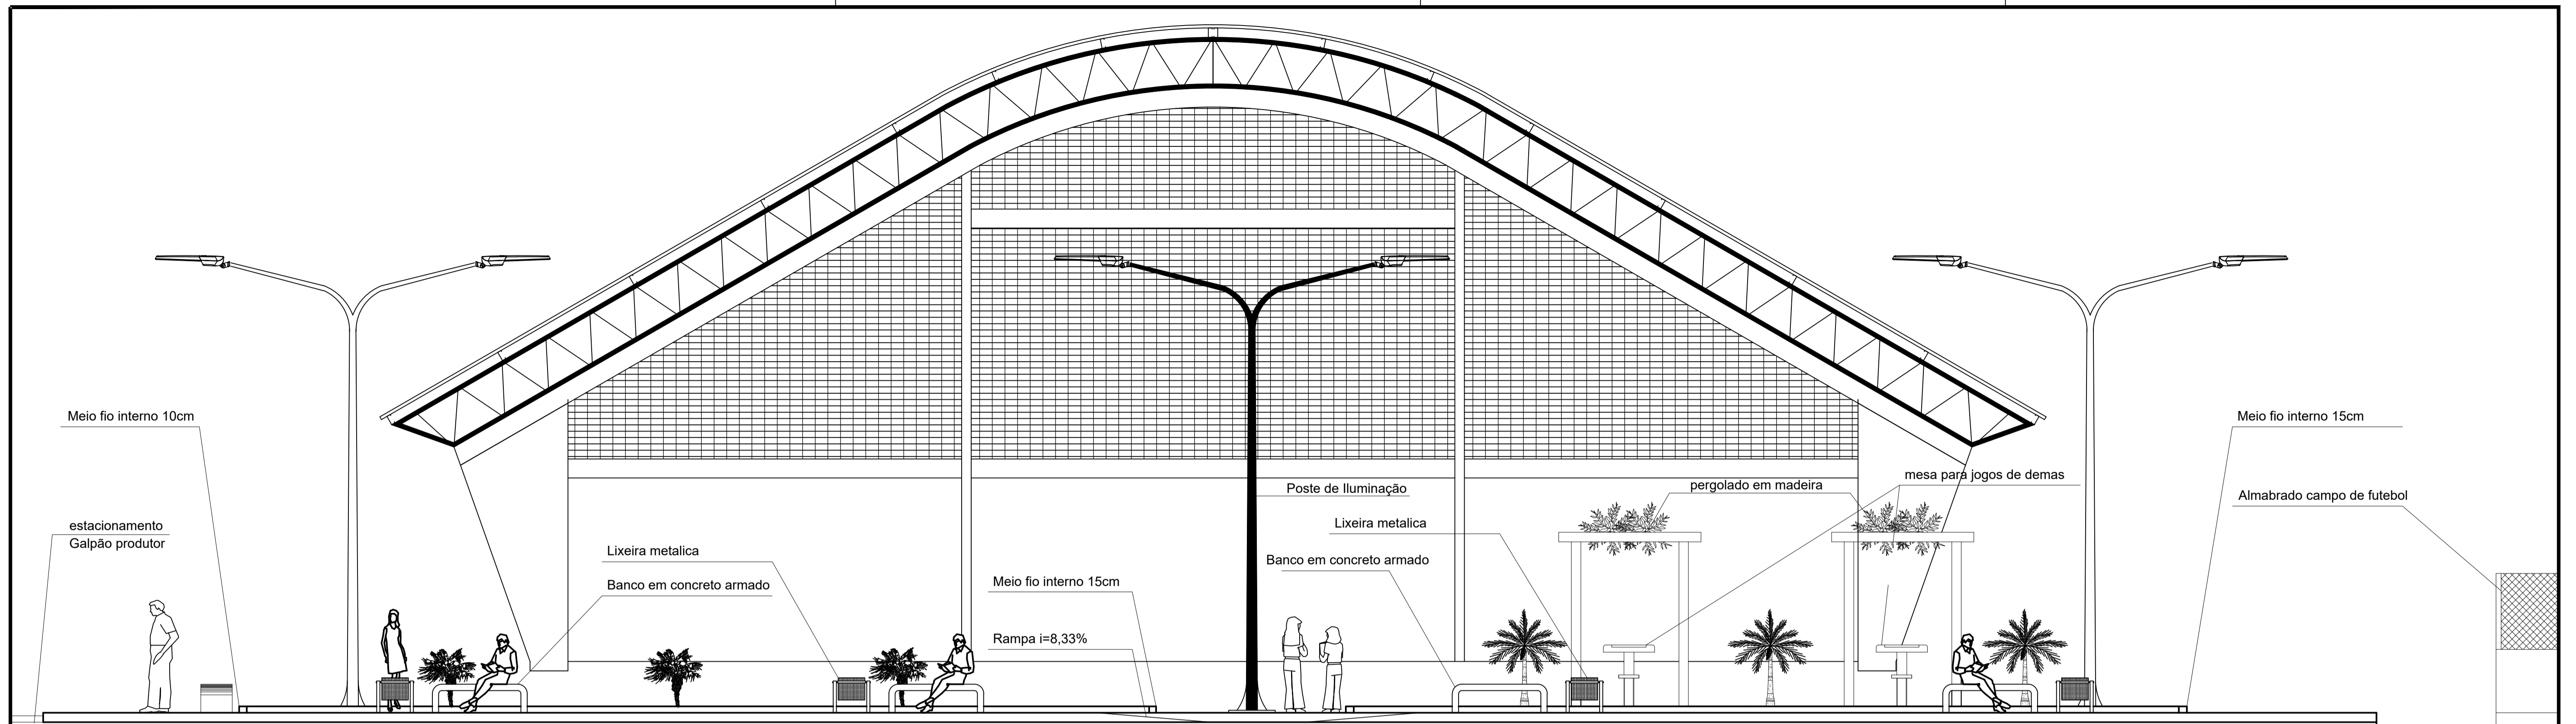 Meio fio interno 10cm
estacionamento
Galpão produtor
Lixeira metalica
Banco em concreto armado
Meio fio interno 15cm
Rampa i=8,33%
Poste de Iluminação
Lixeira metalica
Banco em concreto armado
pergolado em madeira
mesa para jogos de demas
Meio fio interno 15cm
Almabrado campo de futebol